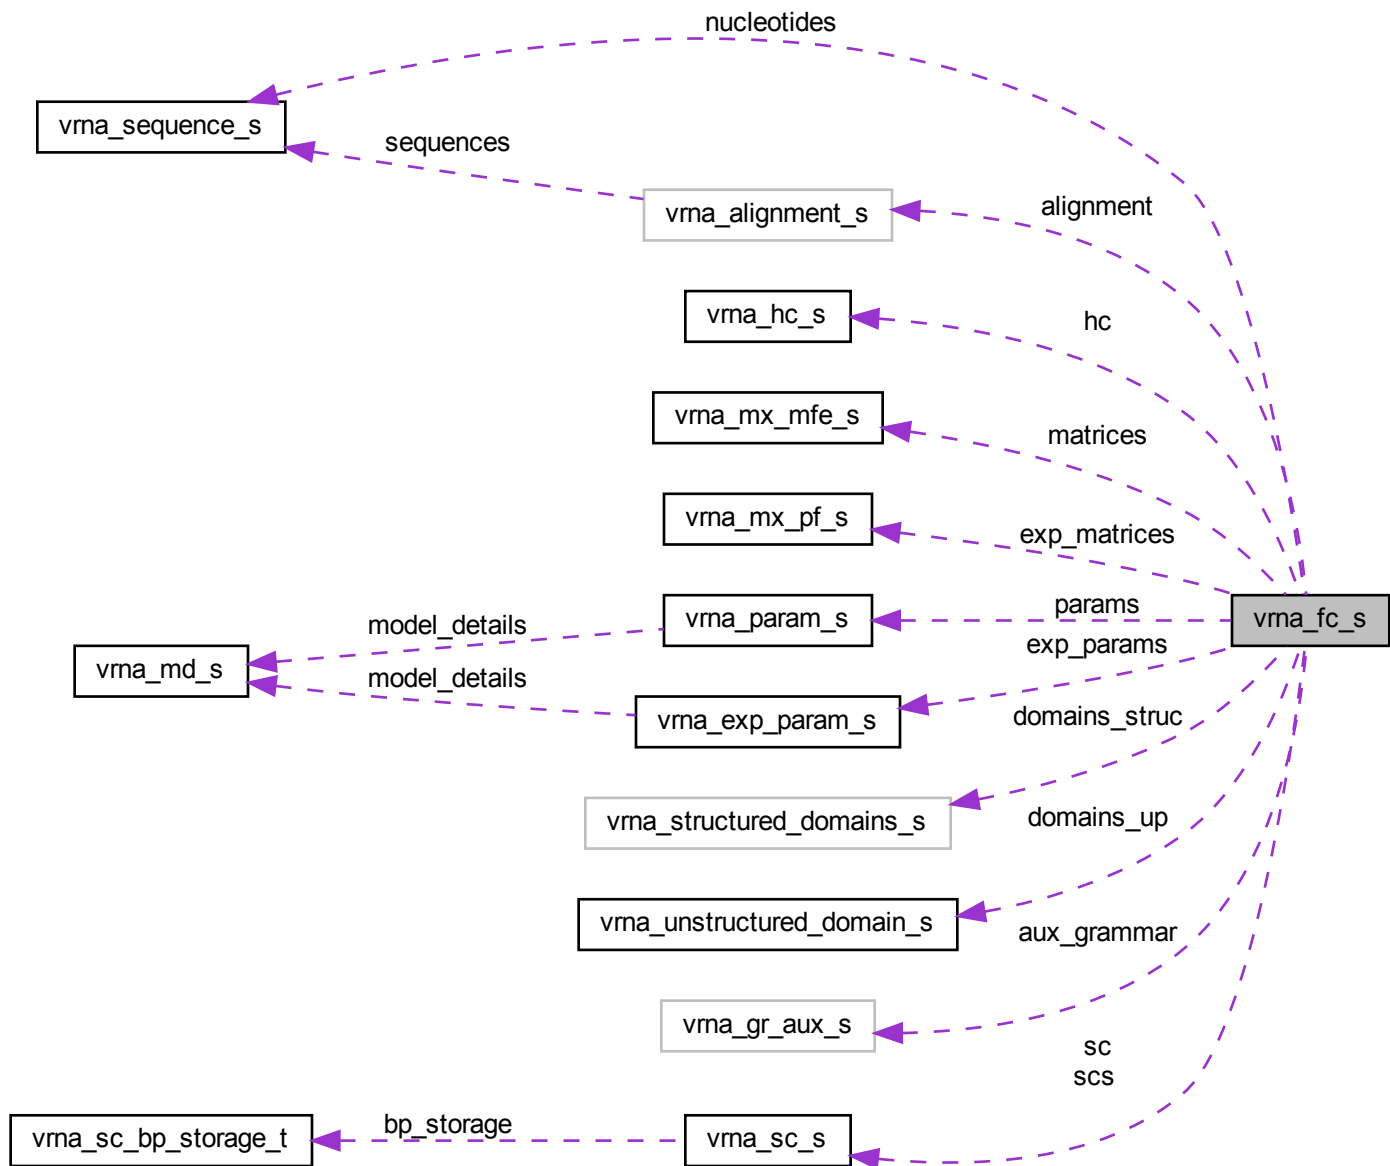 nucleotides
vrna_sequence_s
sequences
vrna_alignment_s
alignment
vrna_hc_s
hc
vrna_mx_mfe_s
matrices
vrna_mx_pf_s
exp_matrices
vrna_param_s
params
vrna_fc_s
model_details
exp_params
vrna_md_s
model_details
vrna_exp_param_s
domains_struc
vrna_structured_domains_s
domains_up
vrna_unstructured_domain_s
aux_grammar
vrna_gr_aux_s
sc
scs
bp_storage
vrna_sc_bp_storage_t
vrna_sc_s